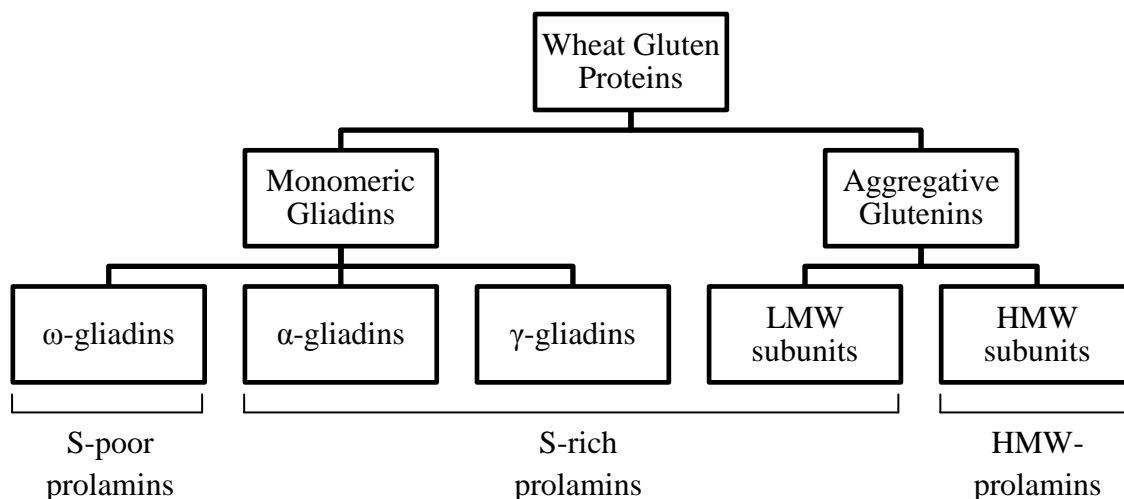 Wheat Gluten
Proteins
Monomeric
Gliadins
Aggregative
Glutenins
ω-gliadins
α-gliadins
γ-gliadins
LMW
subunits
HMW
subunits
S-poor
prolamins
S-rich
prolamins
HMW-
prolamins